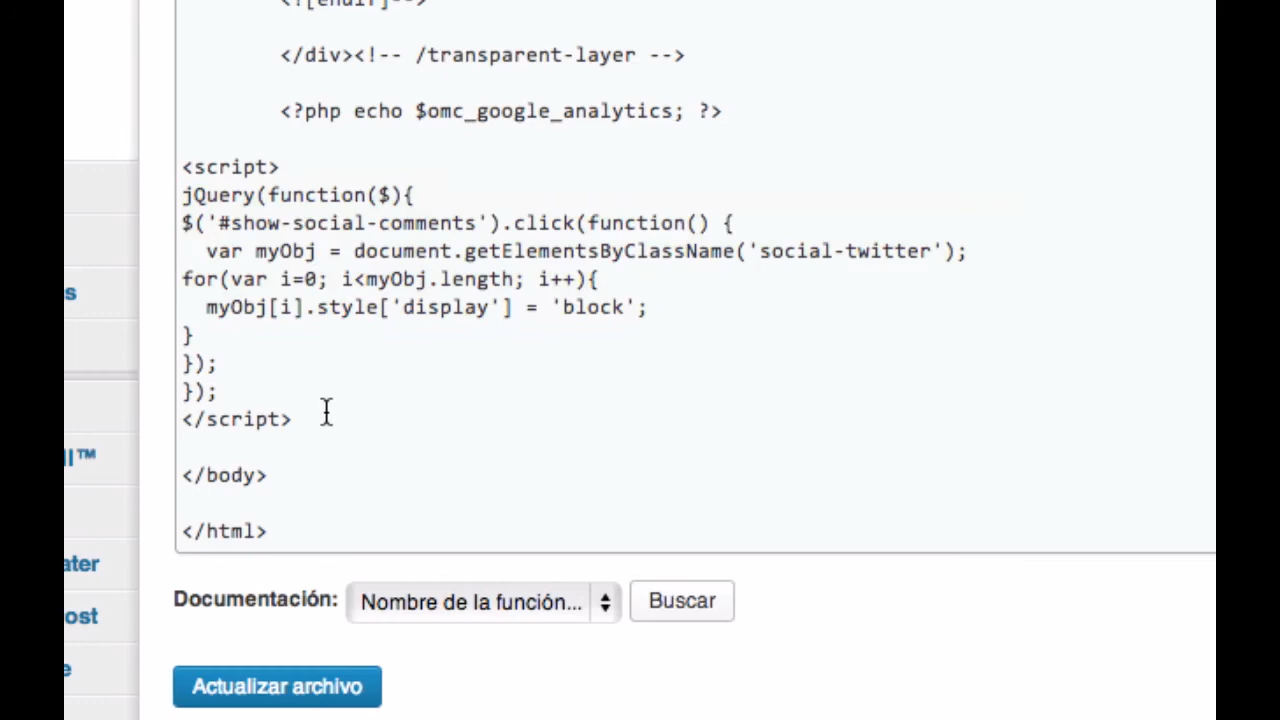 <![endif]-->
</div><!-- /transparent-layer -->
<?php echo $omc_google_analytics; ?>
<script>
jQuery(function($){
$('#show-social-comments').click(function() {
var myObj = document.getElementsByClassName('social-twitter');
for(var i=0; i<myObj.length; i++){
myObj[i].style['display'] = 'block';
}
});
});
</script>
</body>
</html>
s
ll™
ater
ost
e
Documentación: Nombre de la función... Buscar
Actualizar archivo